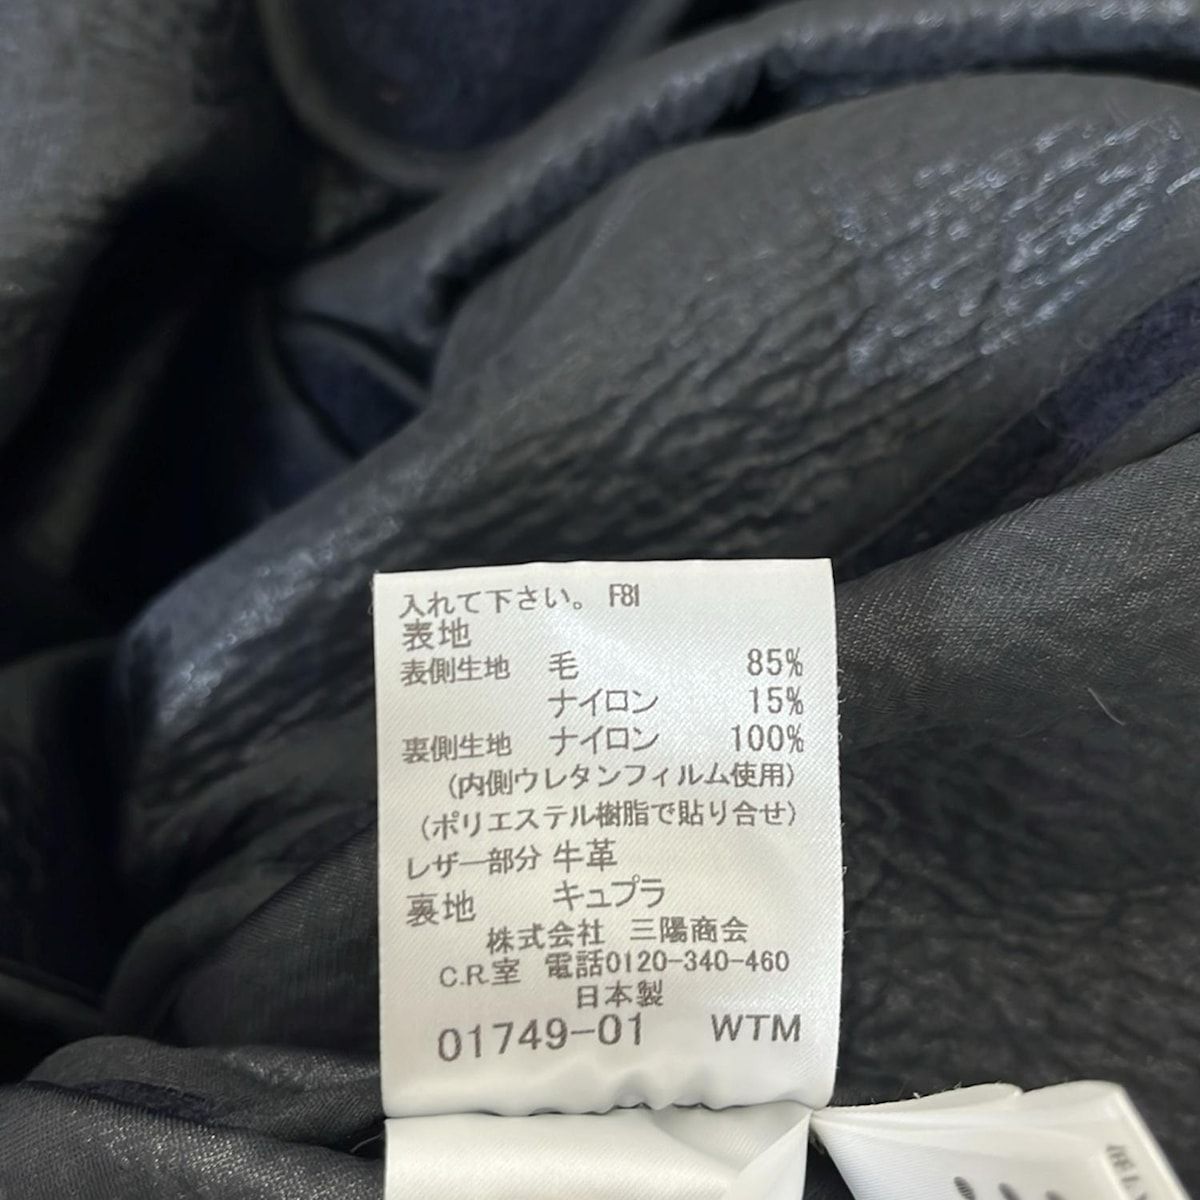 入れて下さい。 F81
表地
表側生地 毛 85%
ナイロン 15%
裏側生地 ナイロン 100%
(内側ウレタンフィルム使用)
(ポリエステル樹脂で貼り合せ)
レザー部分 牛革
裏地 キュプラ
株式会社 三陽商会
C.R.室 電話0120-340-460
日本製
01749-01 WTM